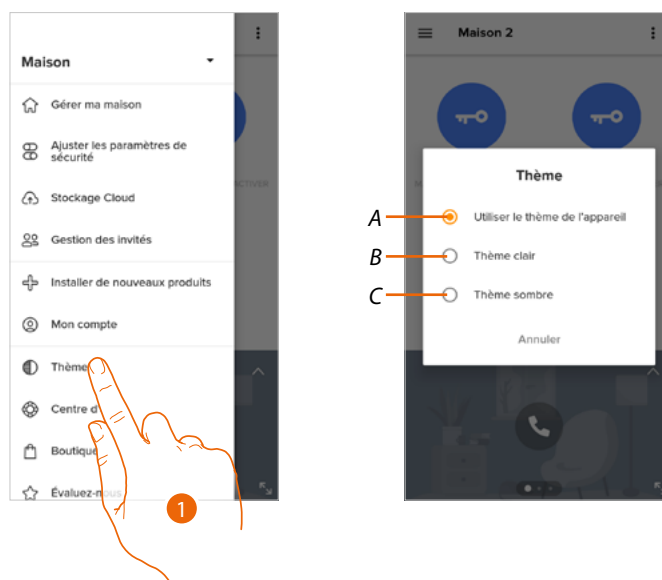 Maison
Gérer ma maison
Ajuster les paramètres de
sécurité
Stockage Cloud
Gestion des invités
Installer de nouveaux produits
Mon compte
Thème
Centre d
Boutique
Évaluez-nous
1
CTIVER
Maison 2
Thème
A
Utiliser le thème de l'appareil
B
Thème clair
C
Thème sombre
Annuler